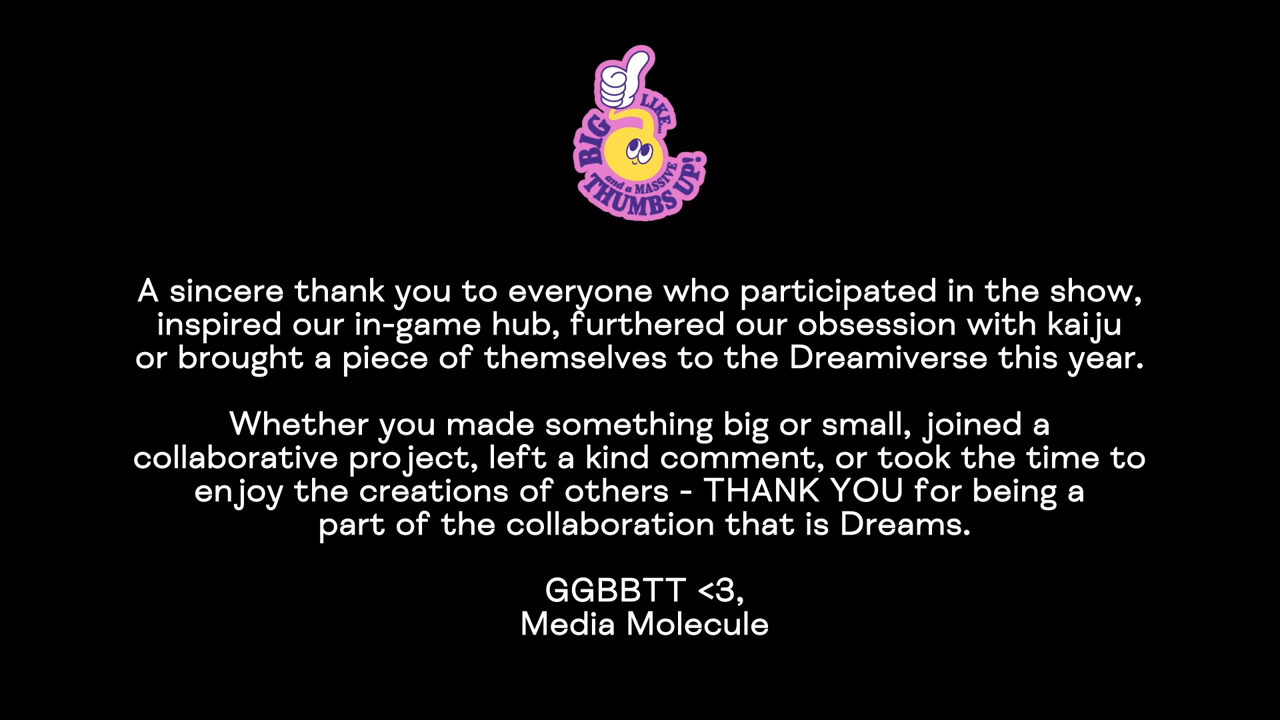 BIG LIKE...
and a MASSIVE
THUMBS UP!
A sincere thank you to everyone who participated in the show,
inspired our in-game hub, furthered our obsession with kaiju
or brought a piece of themselves to the Dreamiverse this year.
Whether you made something big or small, joined a
collaborative project, left a kind comment, or took the time to
enjoy the creations of others - THANK YOU for being a
part of the collaboration that is Dreams.
GGBBTT <3,
Media Molecule